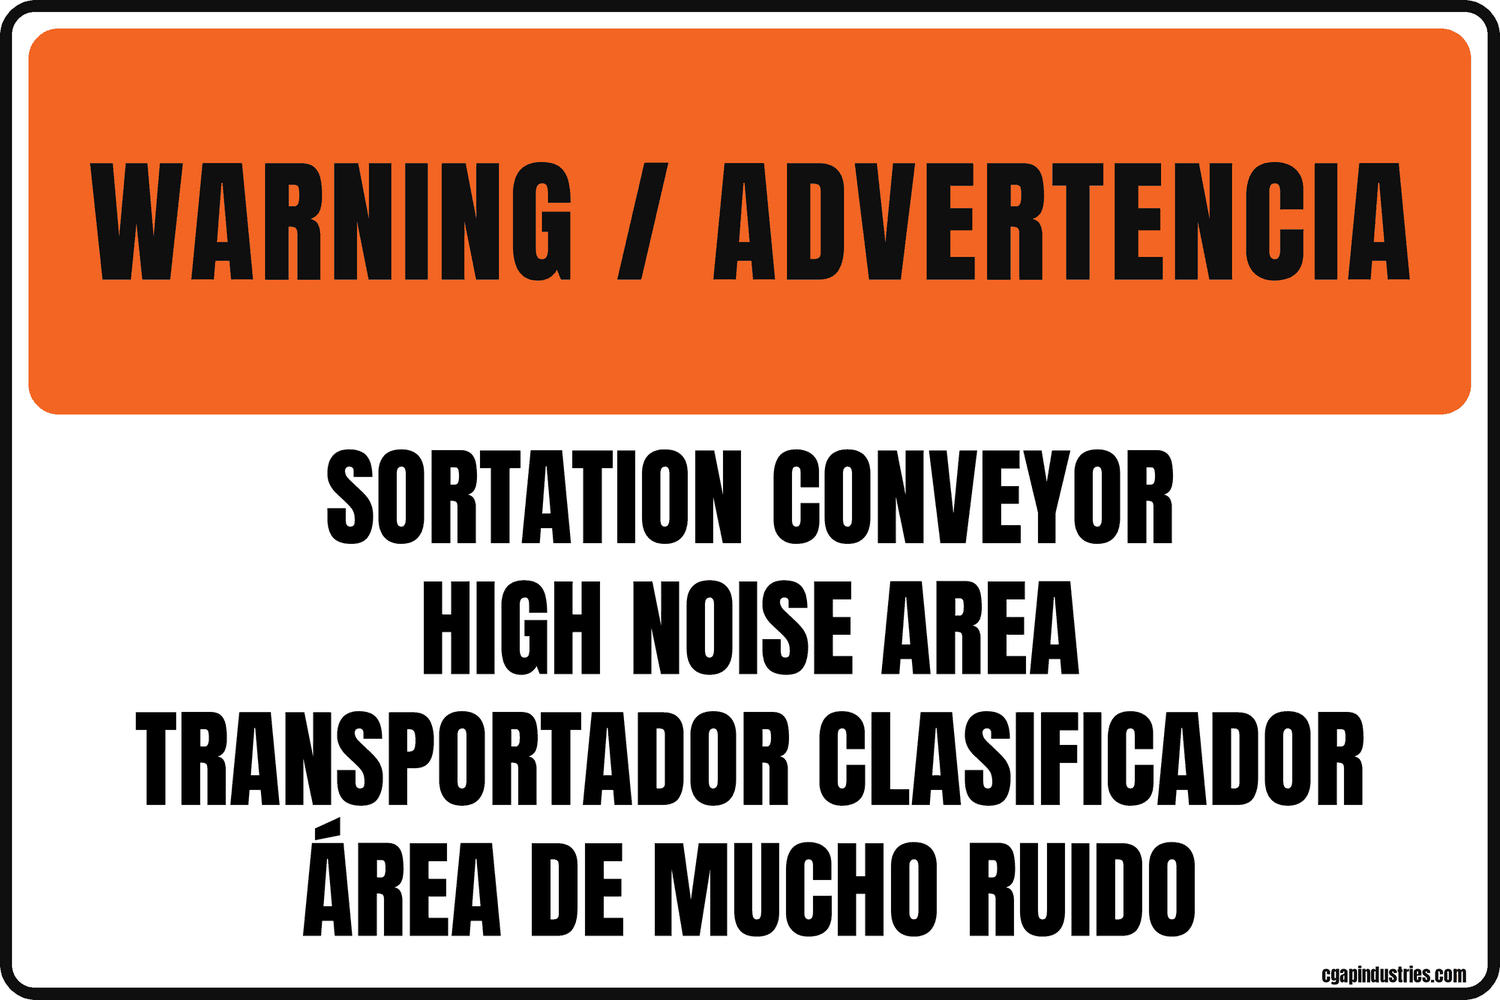 WARNING / ADVERTENCIA
SORTATION CONVEYOR
HIGH NOISE AREA
TRANSPORTADOR CLASIFICADOR
ÁREA DE MUCHO RUIDO
cgapindustries.com